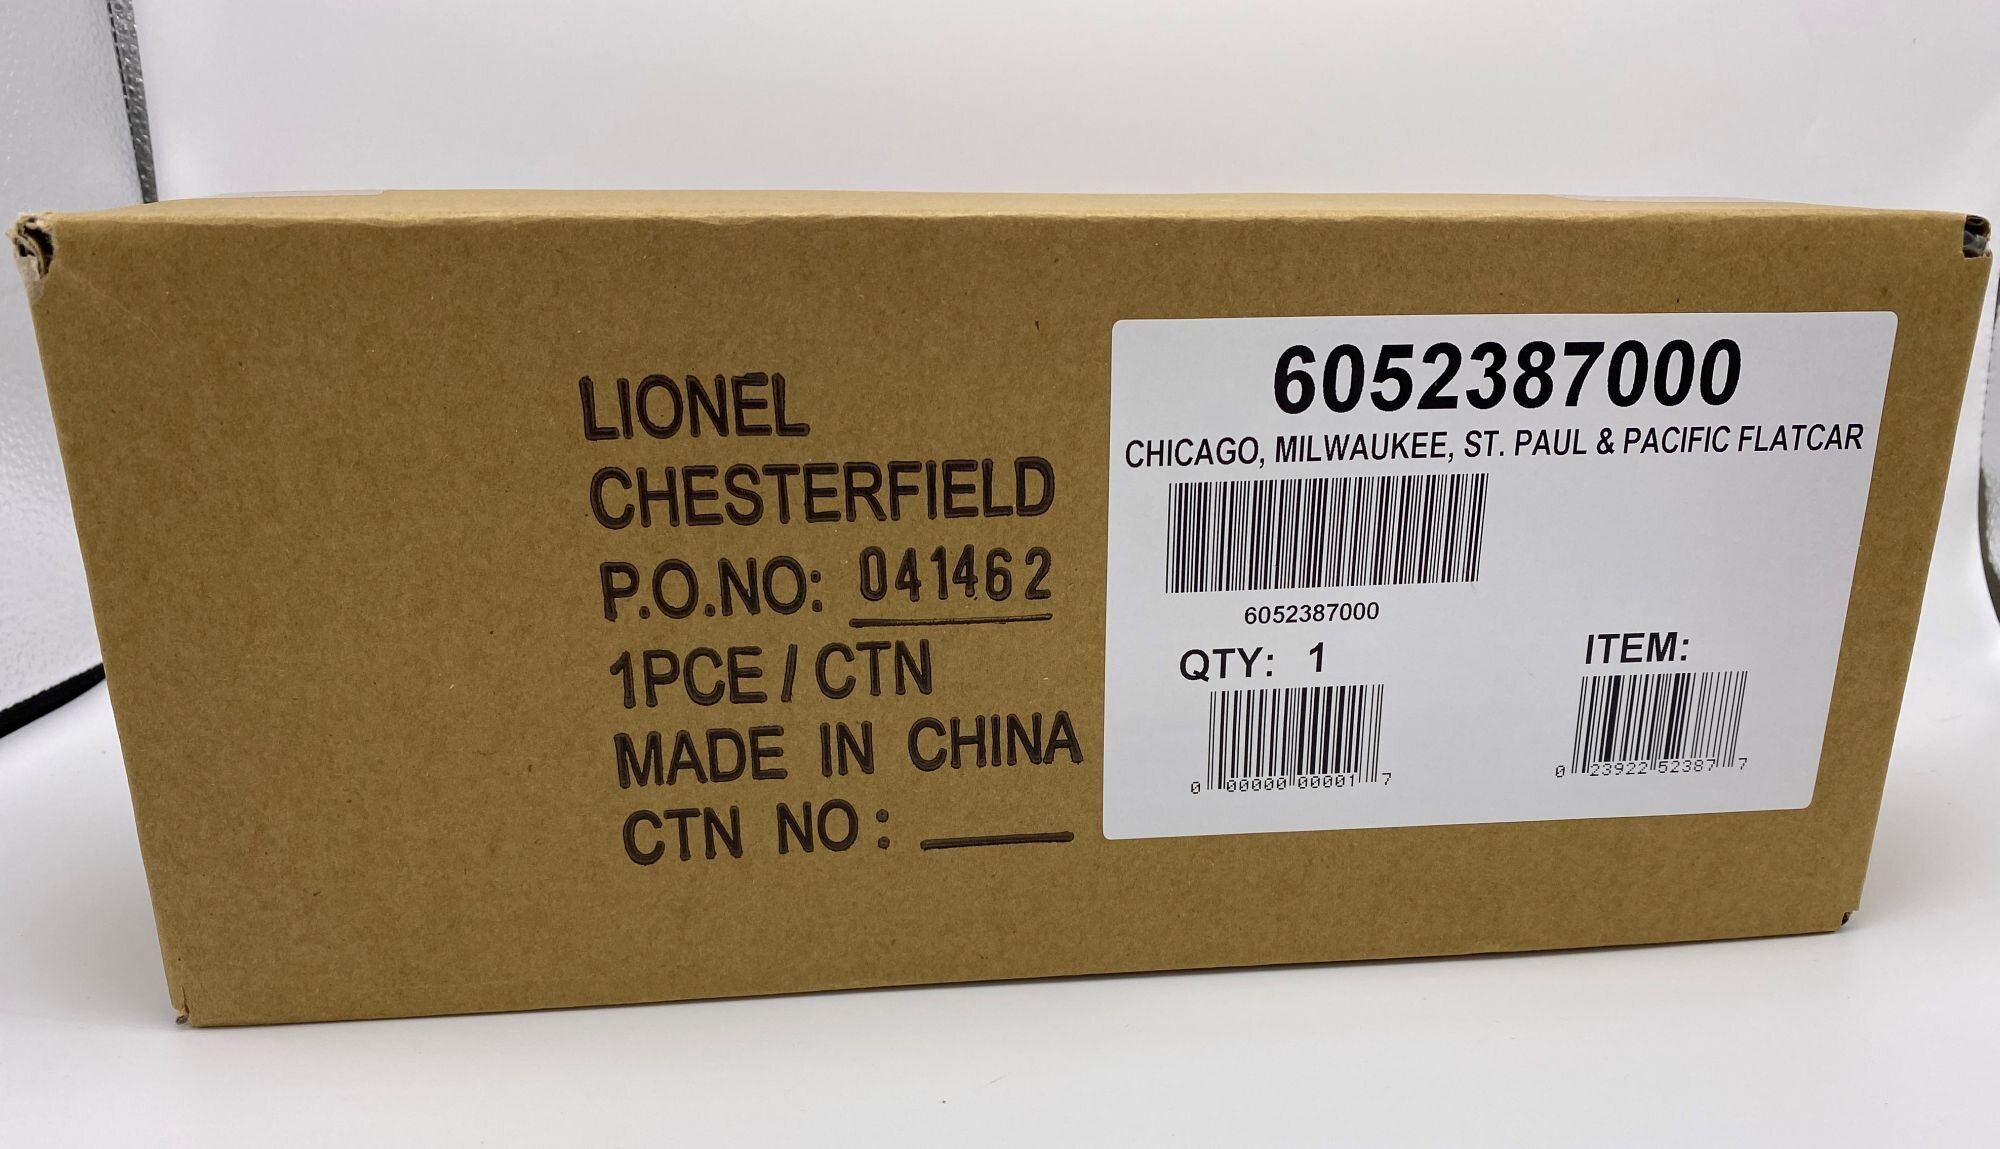 LIONEL
CHESTERFIELD
P.O.NO: 041462
1PCE / CTN
MADE IN CHINA
CTN NO:
6052387000
CHICAGO, MILWAUKEE, ST. PAUL & PACIFIC FLATCAR
6052387000
QTY: 1
0 00000 00001 7
ITEM:
0 23922 52387 7